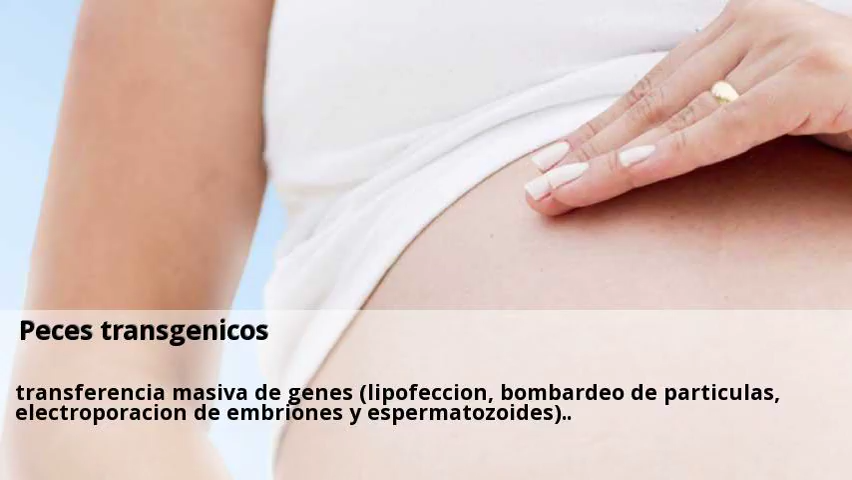 Peces transgenicos
transferencia masiva de genes (lipofeccion, bombardeo de particulas,
electroporacion de embriones y espermatozoides)..